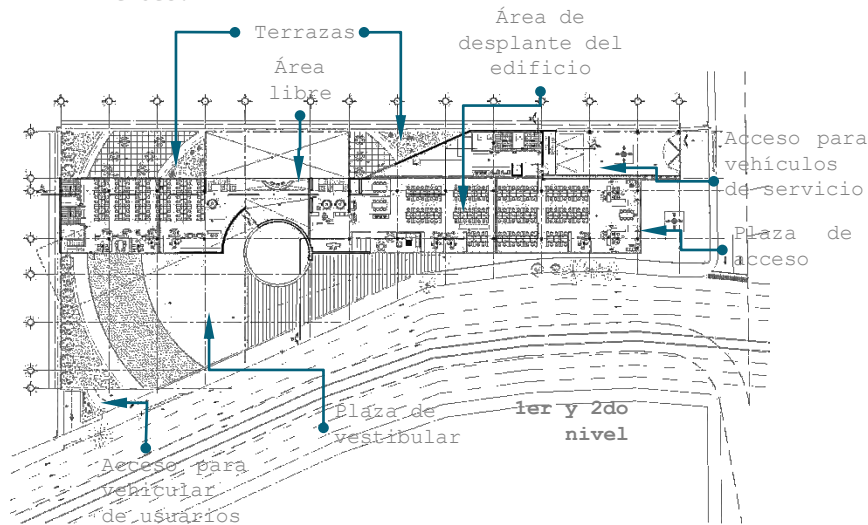 Terrazas
Área
libre
Área de
desplante del
edificio
Acceso para
vehículos
de servicio
Plaza de
acceso
Plaza de
vestibular
1er y 2do
nivel
Acceso para
vehicular
de usuarios